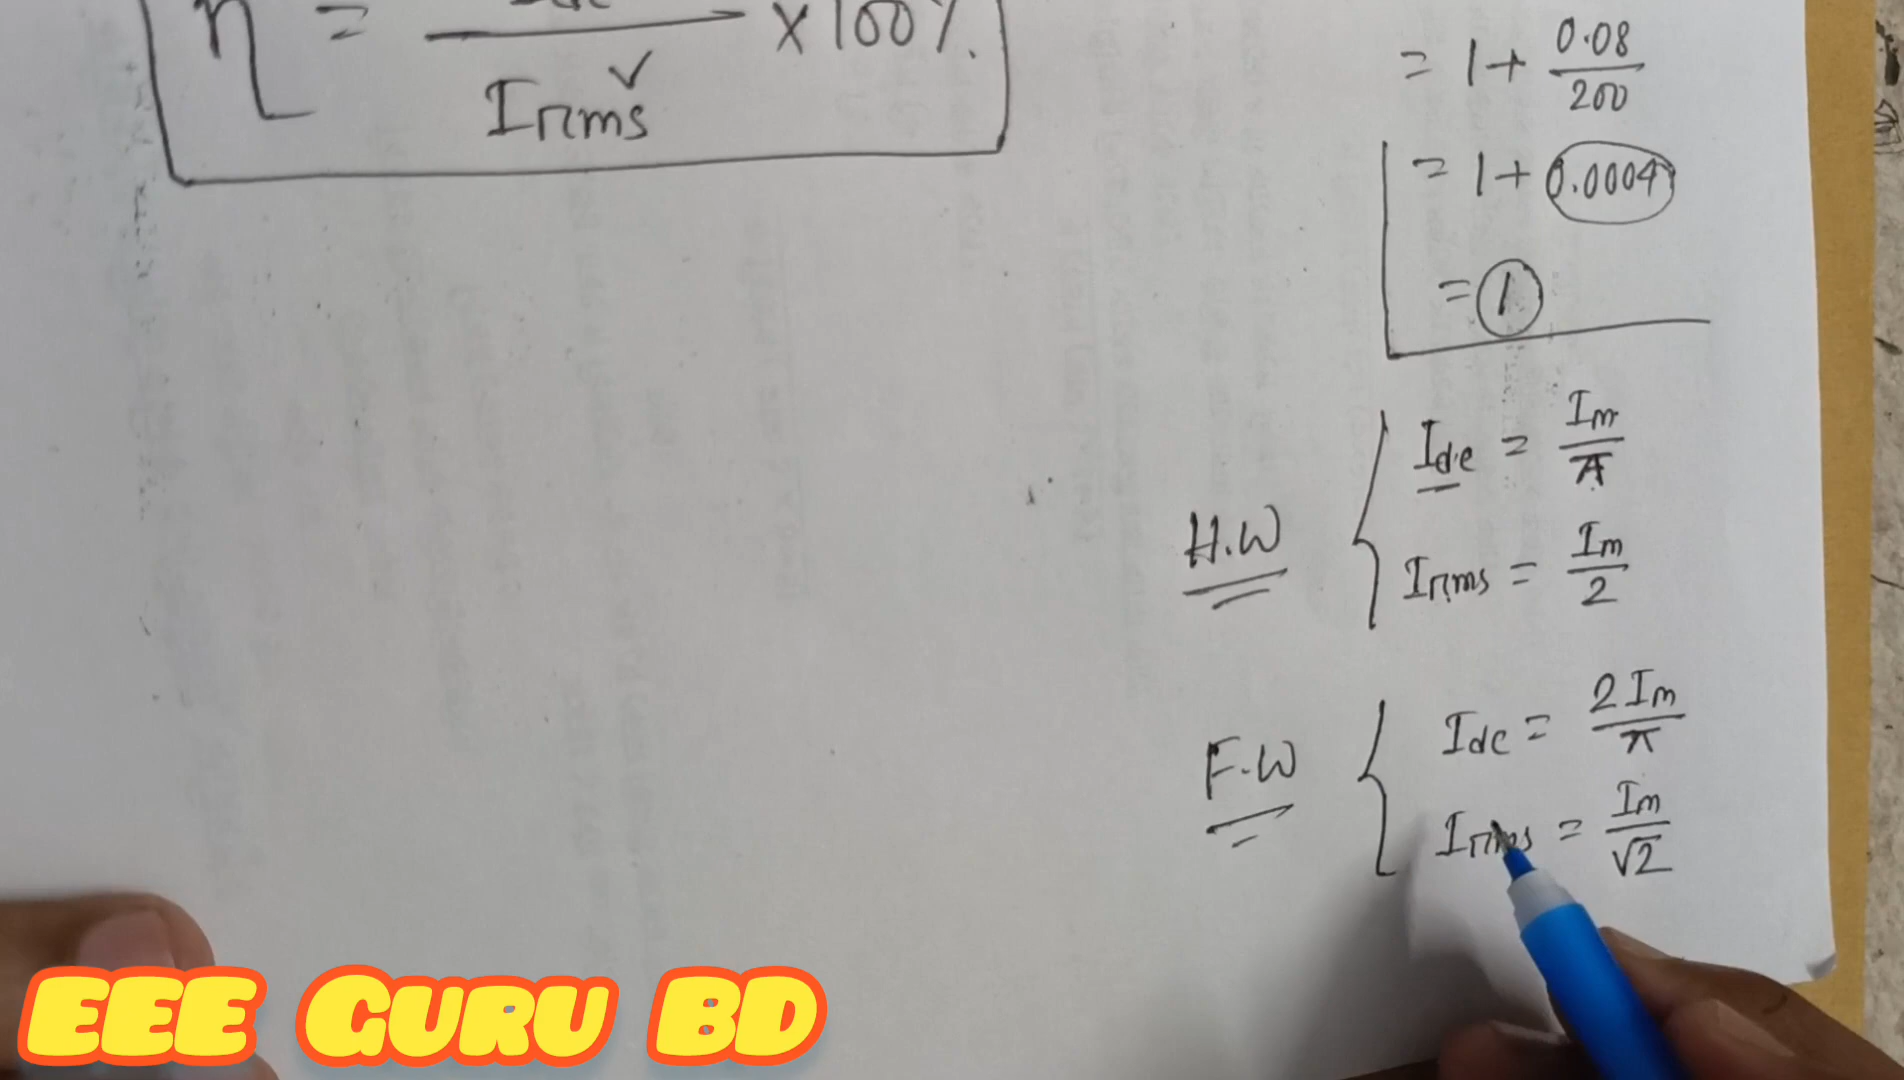 η = ――― × 100%.
Irms
= 1 + 0.08/200
= 1 + 0.0004
= 1
H.W
Idc = Im/π
Irms = Im/2
F.W
Idc = 2Im/π
Irms = Im/√2
EEE GURU BD